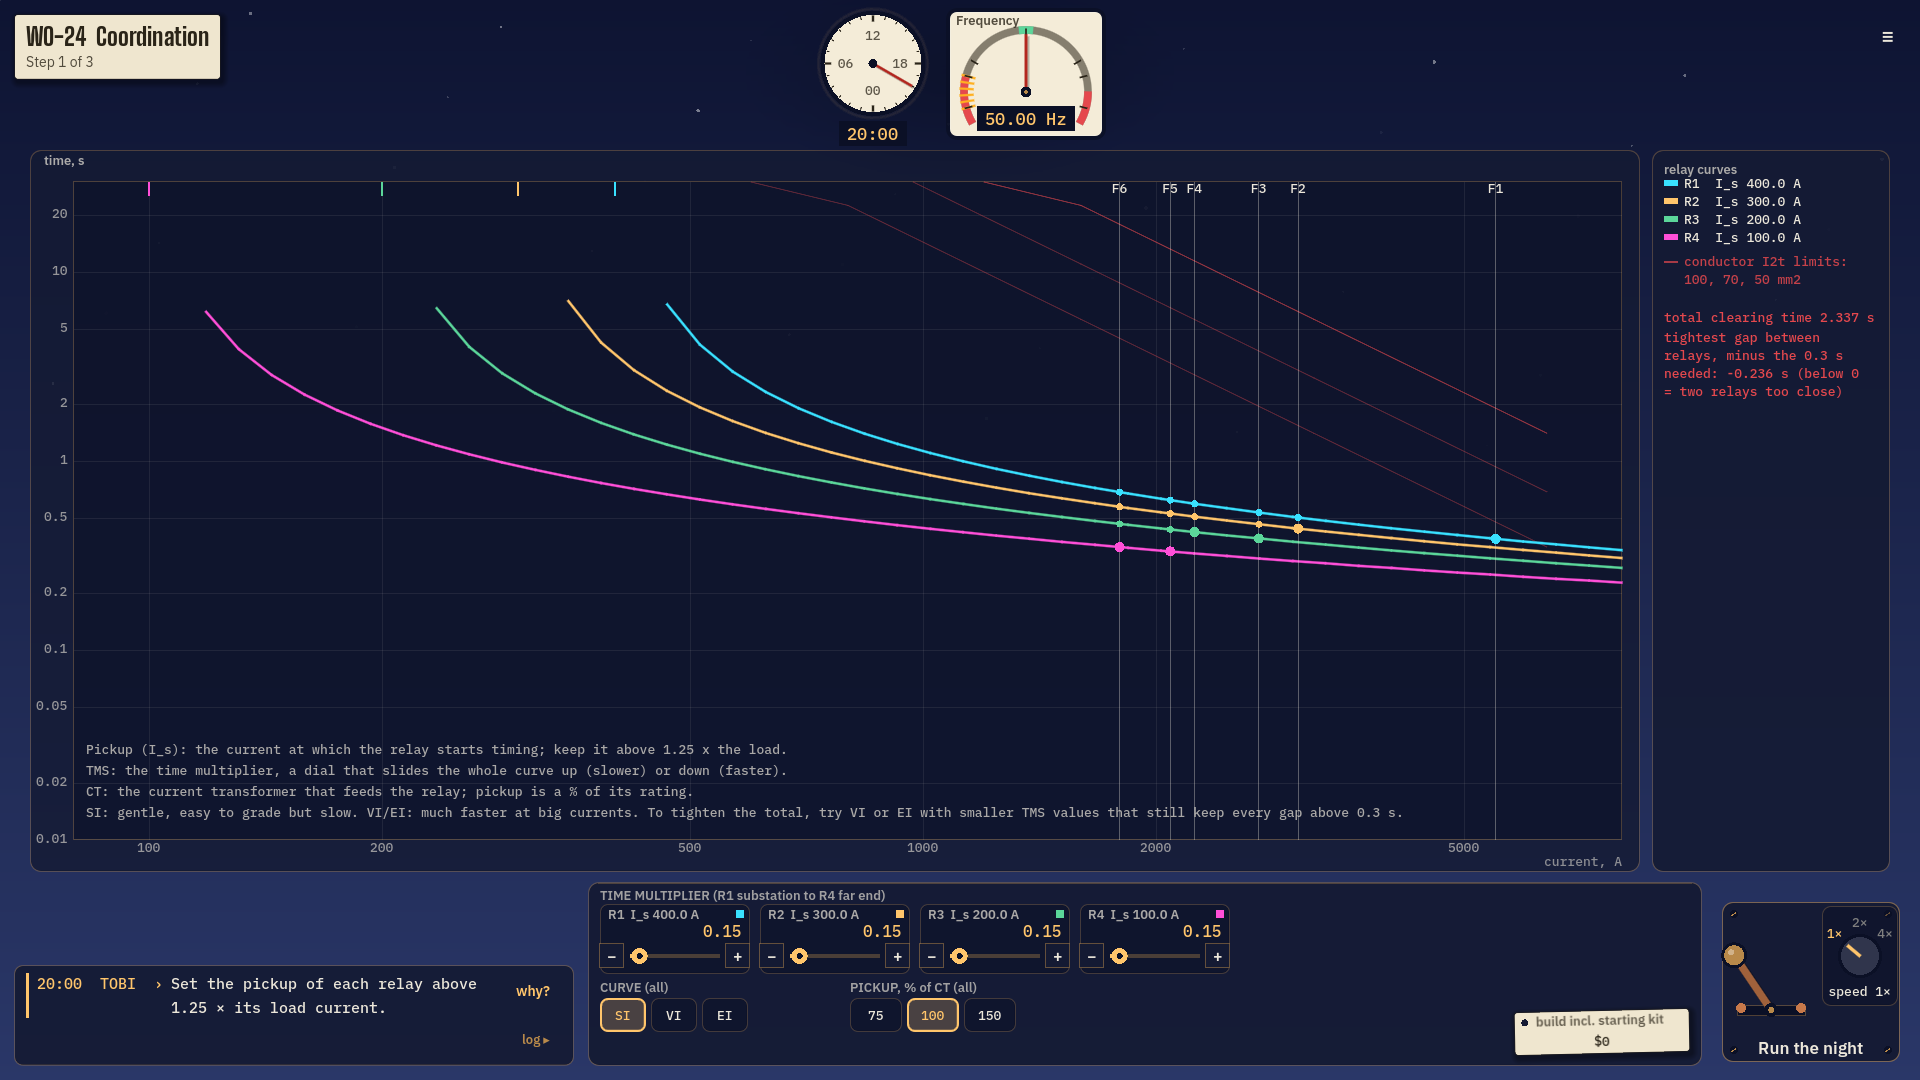 WO-24 Coordination
Step 1 of 3
12
06 18
00
20:00
Frequency
50.00 Hz
≡
time, s
F6 F5 F4 F3 F2 F1
20
10
5
2
1
0.5
0.2
0.1
0.05
0.02
0.01
Pickup (I_s): the current at which the relay starts timing; keep it above 1.25 x the load.
TMS: the time multiplier, a dial that slides the whole curve up (slower) or down (faster).
CT: the current transformer that feeds the relay; pickup is a % of its rating.
SI: gentle, easy to grade but slow. VI/EI: much faster at big currents. To tighten the total, try VI or EI with smaller TMS values that still keep every gap above 0.3 s.
100 200 500 1000 2000 5000
current, A
relay curves
R1 I_s 400.0 A
R2 I_s 300.0 A
R3 I_s 200.0 A
R4 I_s 100.0 A
conductor I2t limits:
100, 70, 50 mm2
total clearing time 2.337 s
tightest gap between
relays, minus the 0.3 s
needed: -0.236 s (below 0
= two relays too close)
20:00 TOBI › Set the pickup of each relay above
1.25 × its load current.
why?
log ▸
TIME MULTIPLIER (R1 substation to R4 far end)
R1 I_s 400.0 A
0.15
− +
R2 I_s 300.0 A
0.15
− +
R3 I_s 200.0 A
0.15
− +
R4 I_s 100.0 A
0.15
− +
CURVE (all)
SI VI EI
PICKUP, % of CT (all)
75 100 150
build incl. starting kit
$0
1× 2× 4×
speed 1×
Run the night